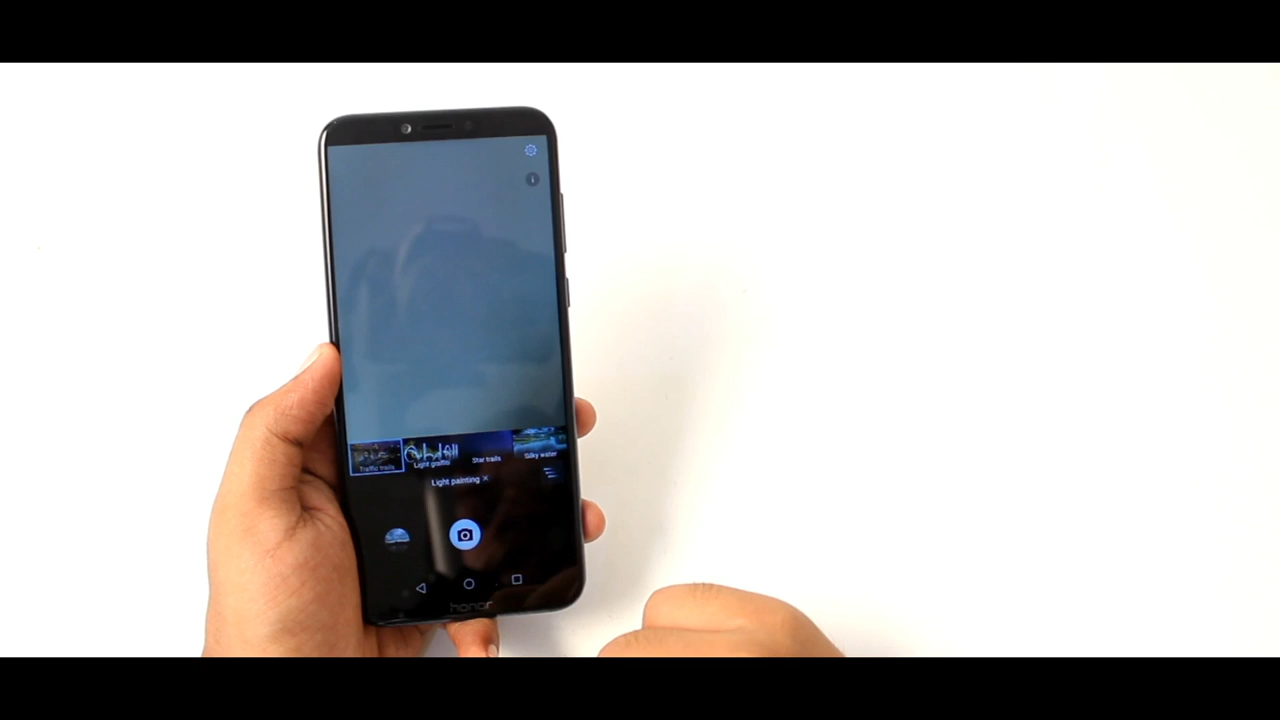 Traffic trails
Light graffiti
Star trails
Silky water
Light painting ×
honor